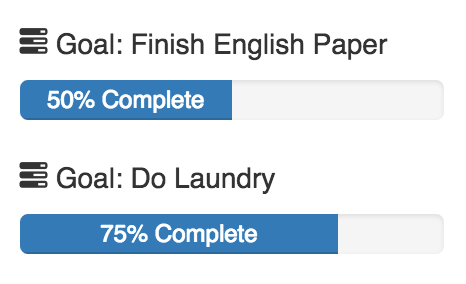 Goal: Finish English Paper
50% Complete
Goal: Do Laundry
75% Complete